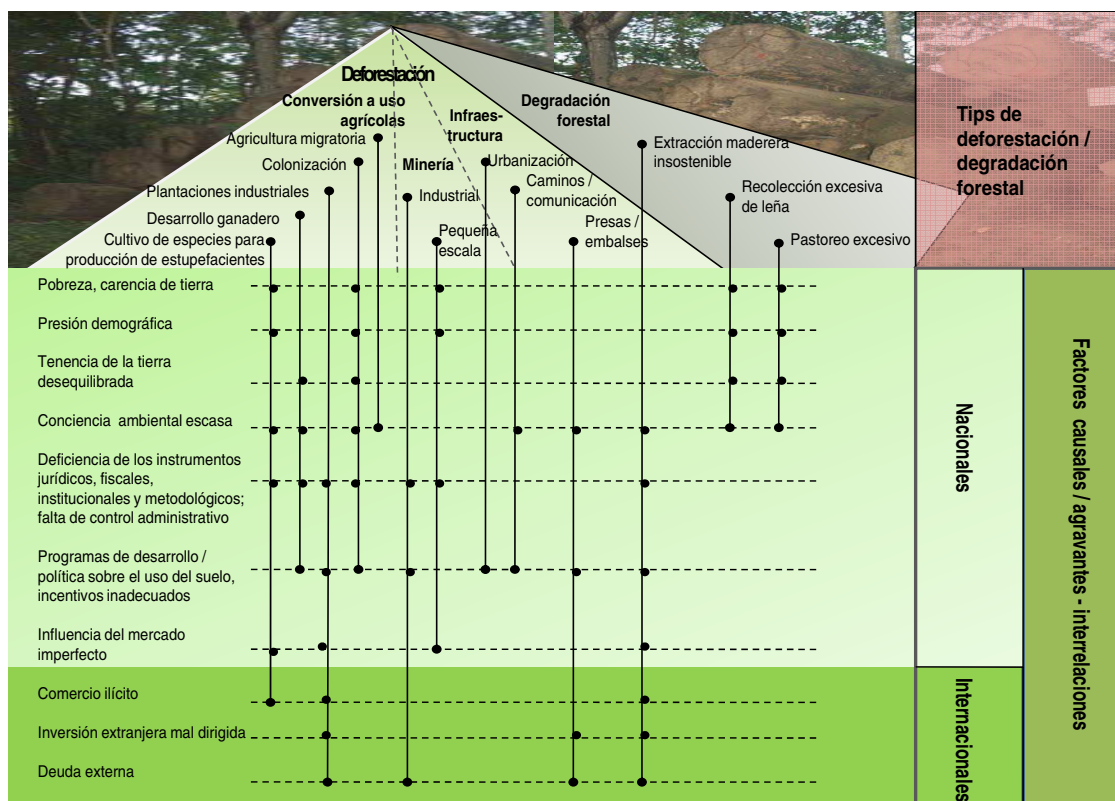 Deforestación
Conversión a uso
agrícolas
Agricultura migratoria
Colonización
Plantaciones industriales
Desarrollo ganadero
Cultivo de especies para
producción de estupefacientes
Minería
Industrial
Pequeña
escala
Infraes-
tructura
Urbanización
Caminos /
comunicación
Presas /
embalses
Degradación
forestal
Extracción maderera
insostenible
Recolección excesiva
de leña
Pastoreo excesivo
Tips de
deforestación /
degradación
forestal
Pobreza, carencia de tierra
Presión demográfica
Tenencia de la tierra
desequilibrada
Conciencia ambiental escasa
Deficiencia de los instrumentos
jurídicos, fiscales,
institucionales y metodológicos;
falta de control administrativo
Programas de desarrollo /
política sobre el uso del suelo,
incentivos inadecuados
Influencia del mercado
imperfecto
Comercio ilícito
Inversión extranjera mal dirigida
Deuda externa
Nacionales
Internacionales
Factores causales / agravantes - interrelaciones